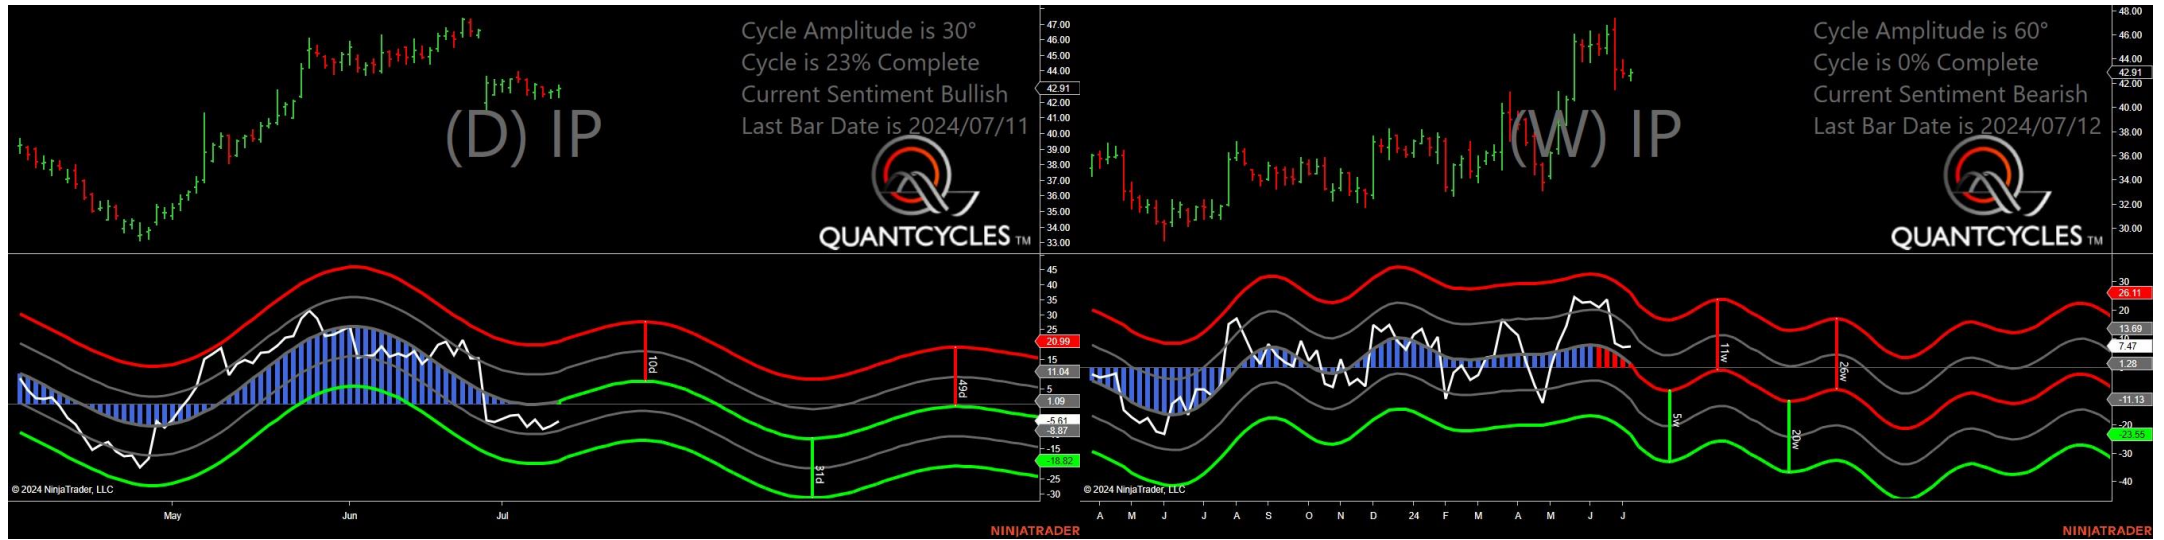 Cycle Amplitude is 30°
Cycle is 23% Complete
Current Sentiment Bullish
Last Bar Date is 2024/07/11
(D) IP
QUANTCYCLES TM
47.00
46.00
45.00
44.00
42.91
42.00
41.00
40.00
39.00
38.00
37.00
36.00
35.00
34.00
33.00
45
40
35
30
25
20.99
15
11.04
5
1.09
-5.61
-8.87
-15
-18.82
-25
-30
10d
31d
49d
© 2024 NinjaTrader, LLC
May
Jun
Jul
NINJATRADER
Cycle Amplitude is 60°
Cycle is 0% Complete
Current Sentiment Bearish
Last Bar Date is 2024/07/12
(W) IP
QUANTCYCLES TM
48.00
46.00
44.00
42.91
42.00
40.00
38.00
36.00
34.00
32.00
30.00
30
26.11
20
13.69
7.47
1.28
-11.13
-20
-23.55
-30
-40
5w
11w
20w
26w
© 2024 NinjaTrader, LLC
A
M
J
J
A
S
O
N
D
24
F
M
A
M
J
J
NINJATRADER